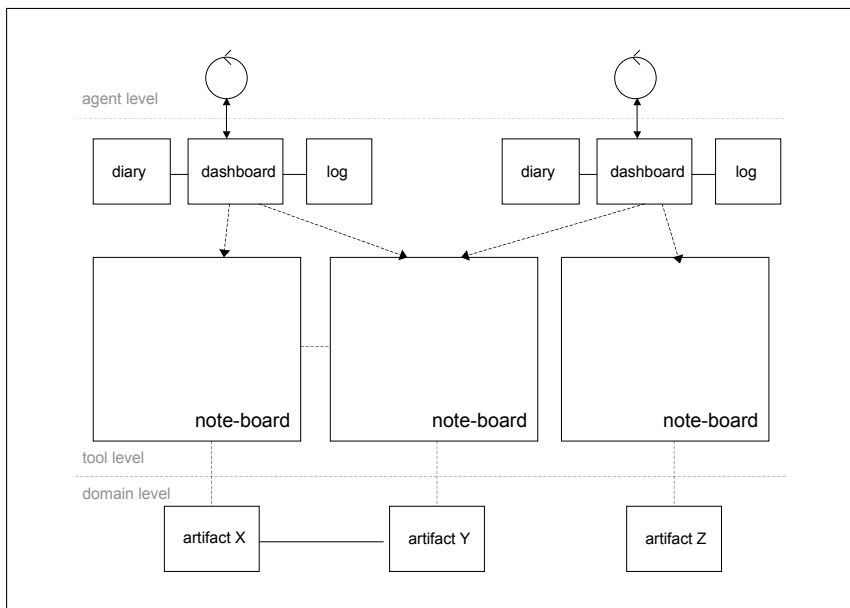 agent level
diary
dashboard
log
diary
dashboard
log
note-board
note-board
note-board
tool level
domain level
artifact X
artifact Y
artifact Z